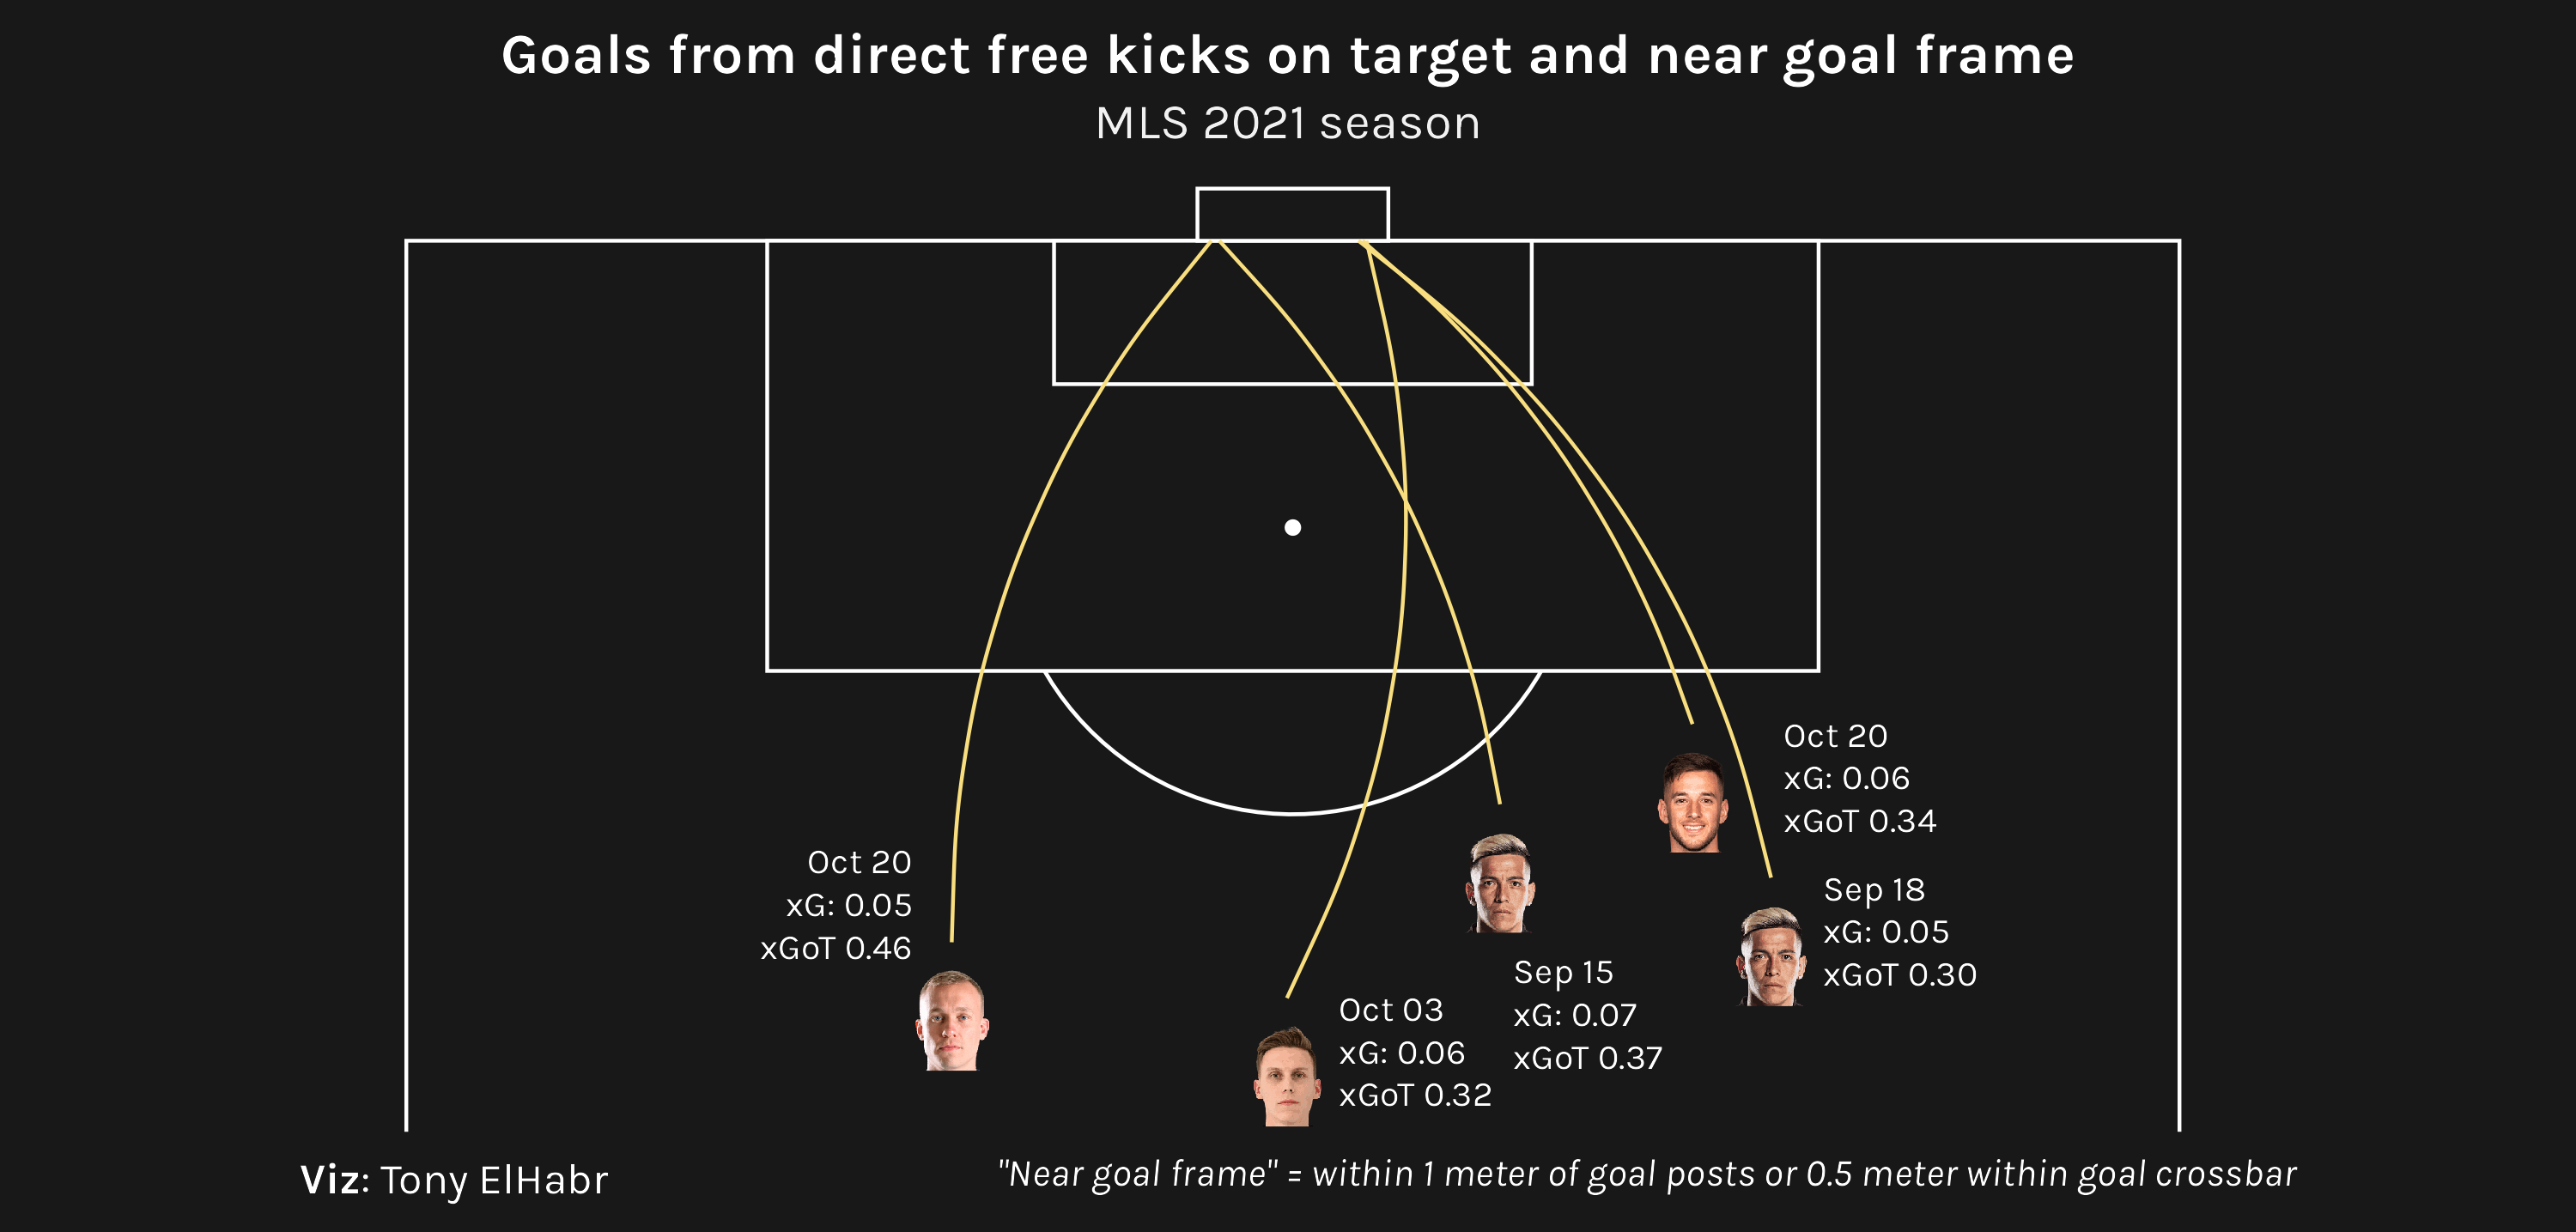 Goals from direct free kicks on target and near goal frame
MLS 2021 season
Oct 20
xG: 0.06
xGoT 0.34
Oct 20
xG: 0.05
xGoT 0.46
Sep 18
xG: 0.05
xGoT 0.30
Sep 15
xG: 0.07
xGoT 0.37
Oct 03
xG: 0.06
xGoT 0.32
Viz: Tony ElHabr
"Near goal frame" = within 1 meter of goal posts or 0.5 meter within goal crossbar